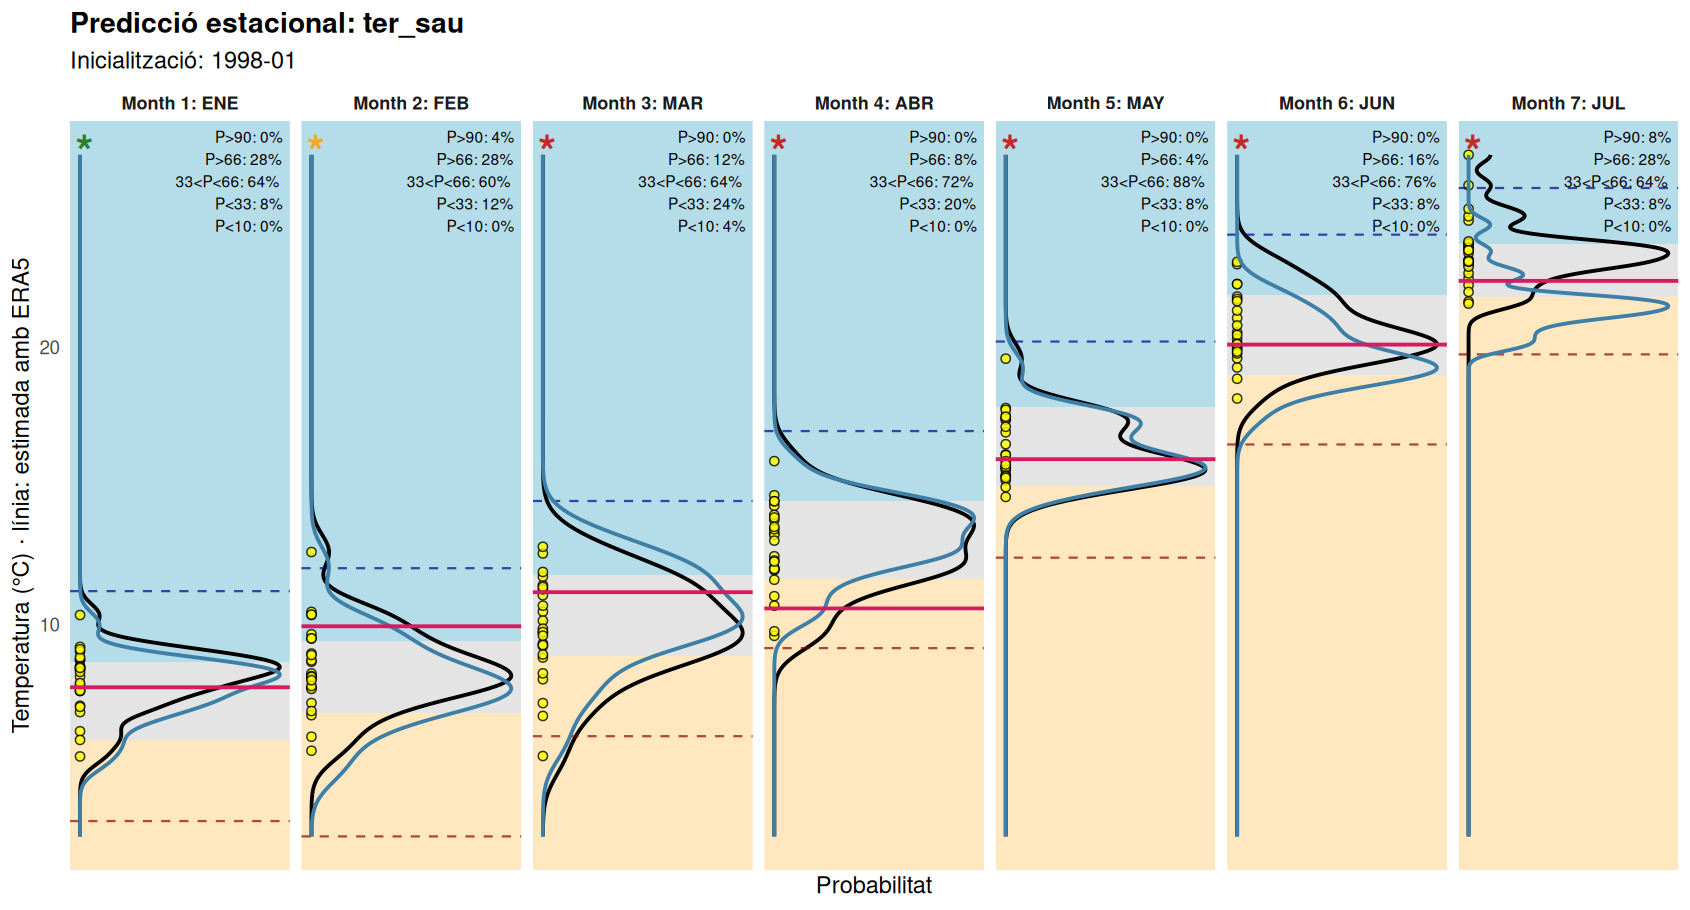 Predicció estacional: ter_sau
Inicialització: 1998-01
Month 1: ENE
Month 2: FEB
Month 3: MAR
Month 4: ABR
Month 5: MAY
Month 6: JUN
Month 7: JUL
P>90: 0%
P>66: 28%
33<P<66: 64%
P<33: 8%
P<10: 0%
P>90: 4%
P>66: 28%
33<P<66: 60%
P<33: 12%
P<10: 0%
P>90: 0%
P>66: 12%
33<P<66: 64%
P<33: 24%
P<10: 4%
P>90: 0%
P>66: 8%
33<P<66: 72%
P<33: 20%
P<10: 0%
P>90: 0%
P>66: 4%
33<P<66: 88%
P<33: 8%
P<10: 0%
P>90: 0%
P>66: 16%
33<P<66: 76%
P<33: 8%
P<10: 0%
P>90: 8%
P>66: 28%
33<P<66: 64%
P<33: 8%
P<10: 0%
Temperatura (°C) · línia: estimada amb ERA5
20
10
Probabilitat